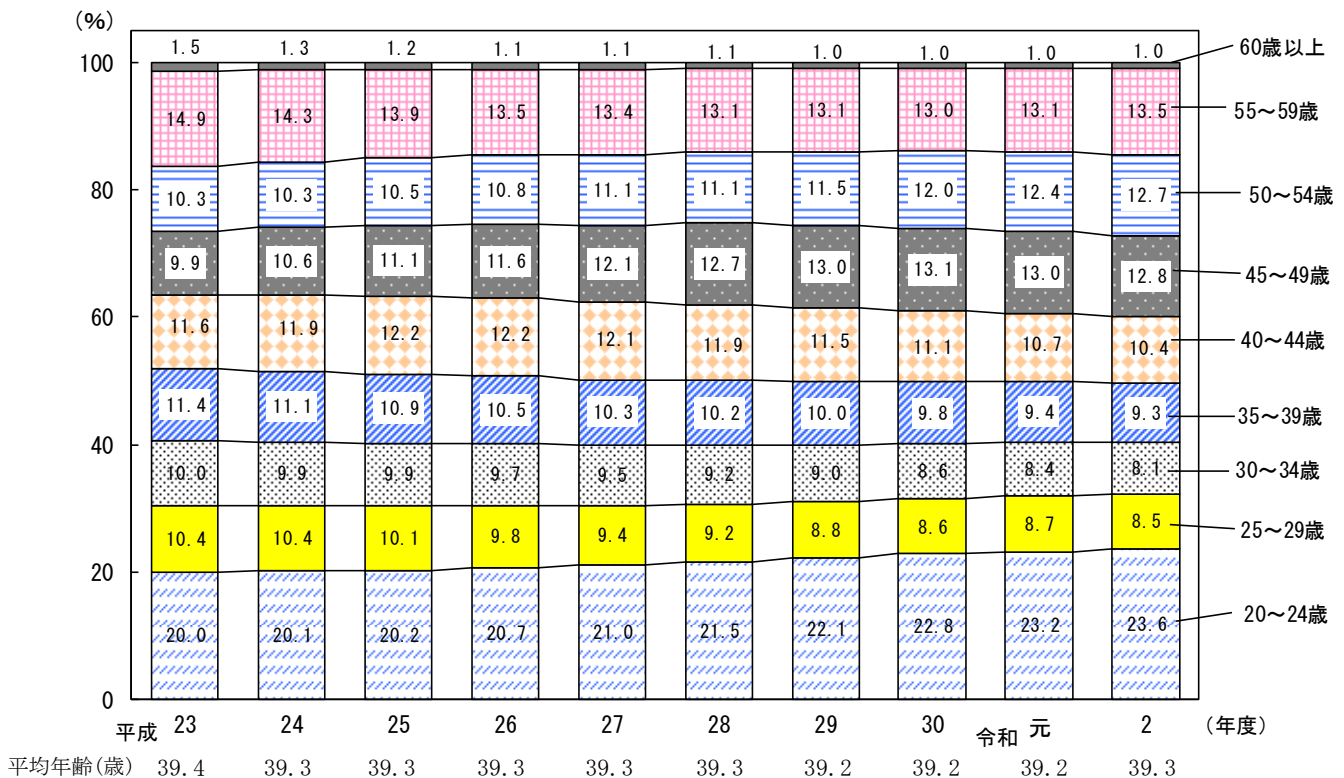 (%)
100
80
60
40
20
0
1.5 1.3 1.2 1.1 1.1 1.1 1.0 1.0 1.0 1.0 60歳以上
14.9 14.3 13.9 13.5 13.4 13.1 13.1 13.0 13.1 13.5 55～59歳
10.3 10.3 10.5 10.8 11.1 11.1 11.5 12.0 12.4 12.7 50～54歳
9.9 10.6 11.1 11.6 12.1 12.7 13.0 13.1 13.0 12.8 45～49歳
11.6 11.9 12.2 12.2 12.1 11.9 11.5 11.1 10.7 10.4 40～44歳
11.4 11.1 10.9 10.5 10.3 10.2 10.0 9.8 9.4 9.3 35～39歳
10.0 9.9 9.9 9.7 9.5 9.2 9.0 8.6 8.4 8.1 30～34歳
10.4 10.4 10.1 9.8 9.4 9.2 8.8 8.6 8.7 8.5 25～29歳
20.0 20.1 20.2 20.7 21.0 21.5 22.1 22.8 23.2 23.6 20～24歳
平成 23 24 25 26 27 28 29 30 令和 元 2 (年度)
平均年齢(歳) 39.4 39.3 39.3 39.3 39.3 39.3 39.2 39.2 39.2 39.3